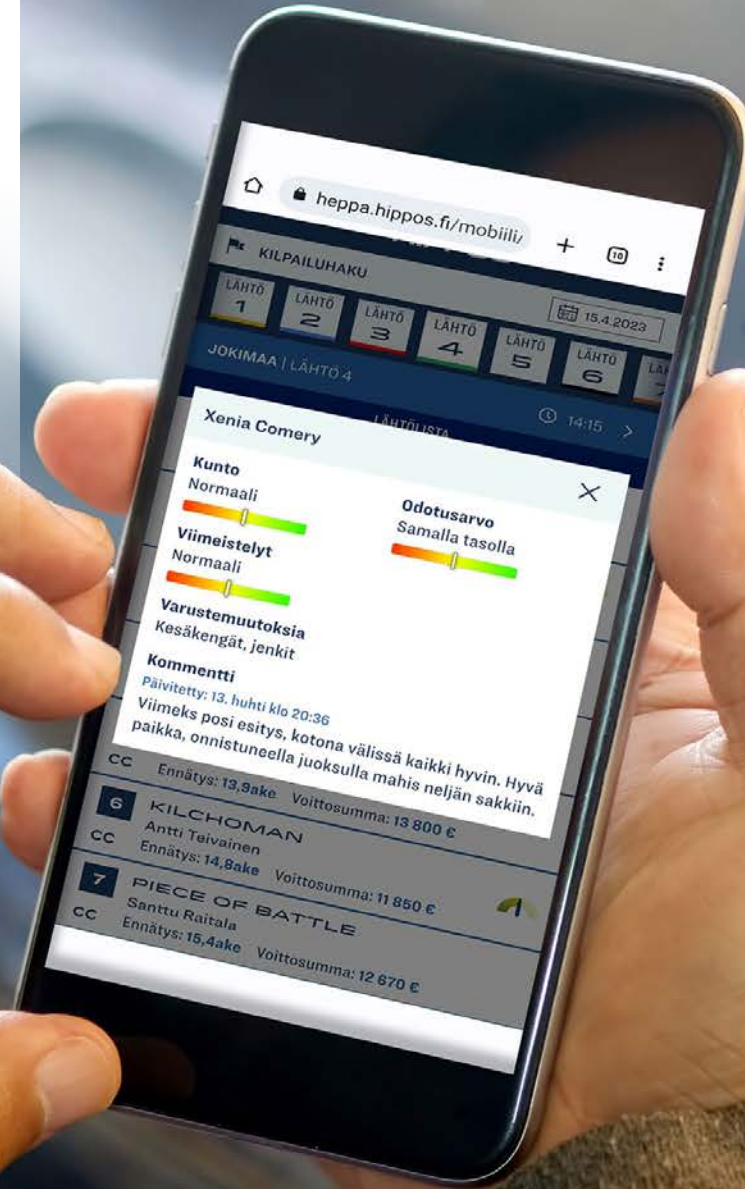 heppa.hippos.fi/mobiili/
10
KILPAILUHAKU
15.4.2023
LÄHTÖ 1
LÄHTÖ 2
LÄHTÖ 3
LÄHTÖ 4
LÄHTÖ 5
LÄHTÖ 6
JOKIMAA | LÄHTÖ 4
14:15
LÄHTÖLISTA
Xenia Comery
Kunto
Normaali
Odotusarvo
Samalla tasolla
Viimeistelyt
Normaali
Varustemuutoksia
Kesäkengät, jenkit
Kommentti
Päivitetty: 13. huhti klo 20:36
Viimeks posi esitys, kotona välissä kaikki hyvin. Hyvä
paikka, onnistuneella juoksulla mahis neljän sakkiin.
CC Ennätys: 13,9ake Voittosumma: 13 800 €
6 KILCHOMAN
Antti Teivainen
CC Ennätys: 14,8ake Voittosumma: 11 850 €
7 PIECE OF BATTLE
Santtu Raitala
CC Ennätys: 15,4ake Voittosumma: 12 670 €